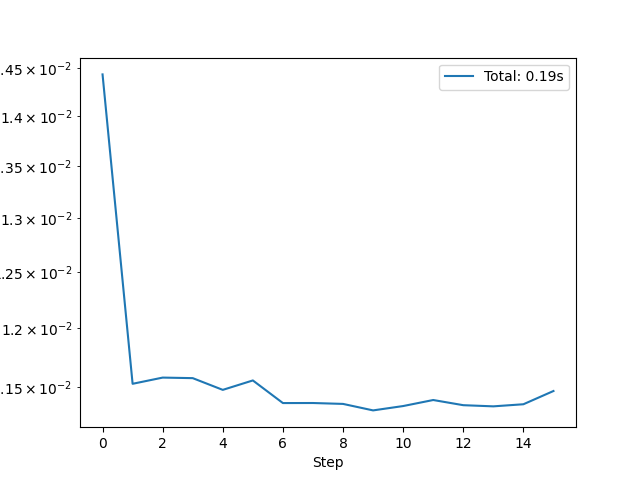 Total: 0.19s
.45 × 10⁻²
1.4 × 10⁻²
.35 × 10⁻²
1.3 × 10⁻²
.25 × 10⁻²
1.2 × 10⁻²
.15 × 10⁻²
0 2 4 6 8 10 12 14
Step